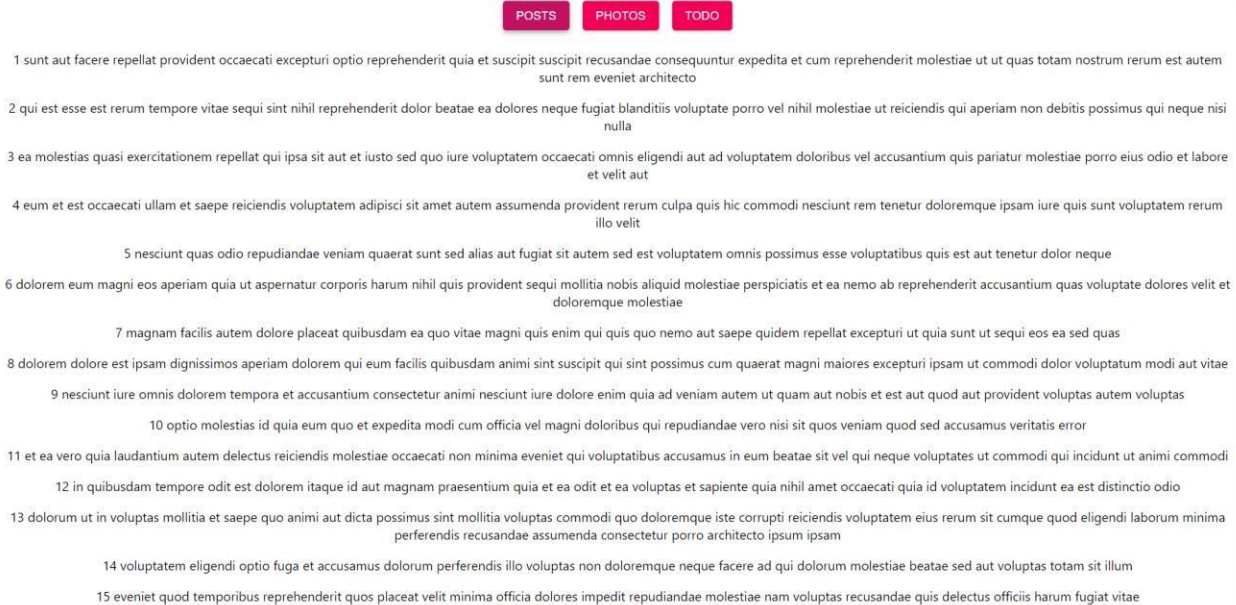 POSTS PHOTOS TODO
1 sunt aut facere repellat provident occaecati excepturi optio reprehenderit quia et suscipit suscipit recusandae consequuntur expedita et cum reprehenderit molestiae ut ut quas totam nostrum rerum est autem
sunt rem eveniet architecto
2 qui est esse est rerum tempore vitae sequi sint nihil reprehenderit dolor beatae ea dolores neque fugiat blanditiis voluptate porro vel nihil molestiae ut reiciendis qui aperiam non debitis possimus qui neque nisi
nulla
3 ea molestias quasi exercitationem repellat qui ipsa sit aut et iusto sed quo iure voluptatem occaecati omnis eligendi aut ad voluptatem doloribus vel accusantium quis pariatur molestiae porro eius odio et labore
et velit aut
4 eum et est occaecati ullam et saepe reiciendis voluptatem adipisci sit amet autem assumenda provident rerum culpa quis hic commodi nesciunt rem tenetur doloremque ipsam iure quis sunt voluptatem rerum
illo velit
5 nesciunt quas odio repudiandae veniam quaerat sunt sed alias aut fugiat sit autem sed est voluptatem omnis possimus esse voluptatibus quis est aut tenetur dolor neque
6 dolorem eum magni eos aperiam quia ut aspernatur corporis harum nihil quis provident sequi mollitia nobis aliquid molestiae perspiciatis et ea nemo ab reprehenderit accusantium quas voluptate dolores velit et
doloremque molestiae
7 magnam facilis autem dolore placeat quibusdam ea quo vitae magni quis enim qui quis quo nemo aut saepe quidem repellat excepturi ut quia sunt ut sequi eos ea sed quas
8 dolorem dolore est ipsam dignissimos aperiam dolorem qui eum facilis quibusdam animi sint suscipit qui sint possimus cum quaerat magni maiores excepturi ipsam ut commodi dolor voluptatum modi aut vitae
9 nesciunt iure omnis dolorem tempora et accusantium consectetur animi nesciunt iure dolore enim quia ad veniam autem ut quam aut nobis et est aut quod aut provident voluptas autem voluptas
10 optio molestias id quia eum quo et expedita modi cum officia vel magni doloribus qui repudiandae vero nisi sit quos veniam quod sed accusamus veritatis error
11 et ea vero quia laudantium autem delectus reiciendis molestiae occaecati non minima eveniet qui voluptatibus accusamus in eum beatae sit vel qui neque voluptates ut commodi qui incidunt ut animi commodi
12 in quibusdam tempore odit est dolorem itaque id aut magnam praesentium quia et ea odit et ea voluptas et sapiente quia nihil amet occaecati quia id voluptatem incidunt ea est distinctio odio
13 dolorum ut in voluptas mollitia et saepe quo animi aut dicta possimus sint mollitia voluptas commodi quo doloremque iste corrupti reiciendis voluptatem eius rerum sit cumque quod eligendi laborum minima
perferendis recusandae assumenda consectetur porro architecto ipsum ipsam
14 voluptatem eligendi optio fuga et accusamus dolorum perferendis illo voluptas non doloremque neque facere ad qui dolorum molestiae beatae sed aut voluptas totam sit illum
15 eveniet quod temporibus reprehenderit quos placeat velit minima officia dolores impedit repudiandae molestiae nam voluptas recusandae quis delectus officiis harum fugiat vitae